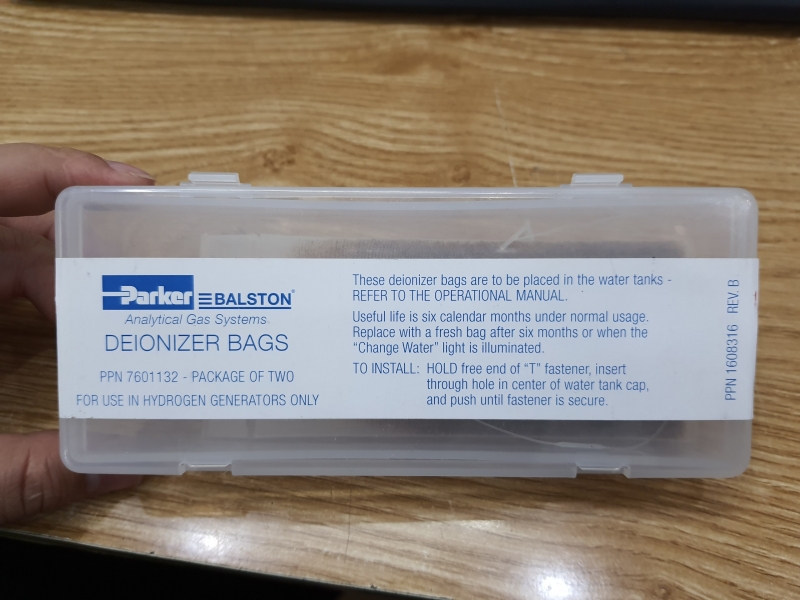 Parker BALSTON®
Analytical Gas Systems
DEIONIZER BAGS
PPN 7601132 - PACKAGE OF TWO
FOR USE IN HYDROGEN GENERATORS ONLY
These deionizer bags are to be placed in the water tanks -
REFER TO THE OPERATIONAL MANUAL.
Useful life is six calendar months under normal usage.
Replace with a fresh bag after six months or when the
“Change Water” light is illuminated.
TO INSTALL: HOLD free end of “T” fastener, insert
through hole in center of water tank cap,
and push until fastener is secure.
PPN 1608316 REV. B